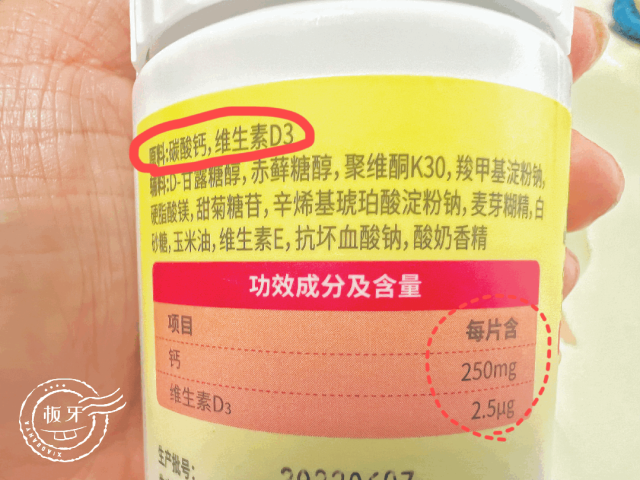 原料:碳酸钙,维生素D3
辅料:D-甘露糖醇,赤藓糖醇,聚维酮K30,羧甲基淀粉钠,
硬脂酸镁,甜菊糖苷,辛烯基琥珀酸淀粉钠,麦芽糊精,白
砂糖,玉米油,维生素E,抗坏血酸钠,酸奶香精
功效成分及含量
项目 每片含
钙 250mg
维生素D3 2.5μg
生产批号:
板牙